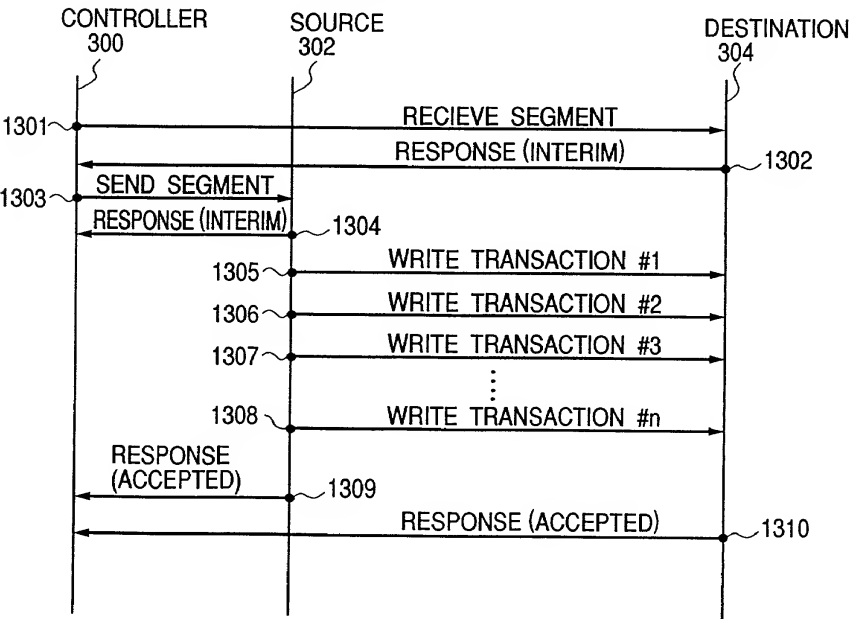 CONTROLLER
300
SOURCE
302
DESTINATION
304
1301
RECIEVE SEGMENT
RESPONSE (INTERIM)
1302
1303
SEND SEGMENT
RESPONSE (INTERIM)
1304
1305
WRITE TRANSACTION #1
1306
WRITE TRANSACTION #2
1307
WRITE TRANSACTION #3
1308
WRITE TRANSACTION #n
RESPONSE
(ACCEPTED)
1309
RESPONSE (ACCEPTED)
1310